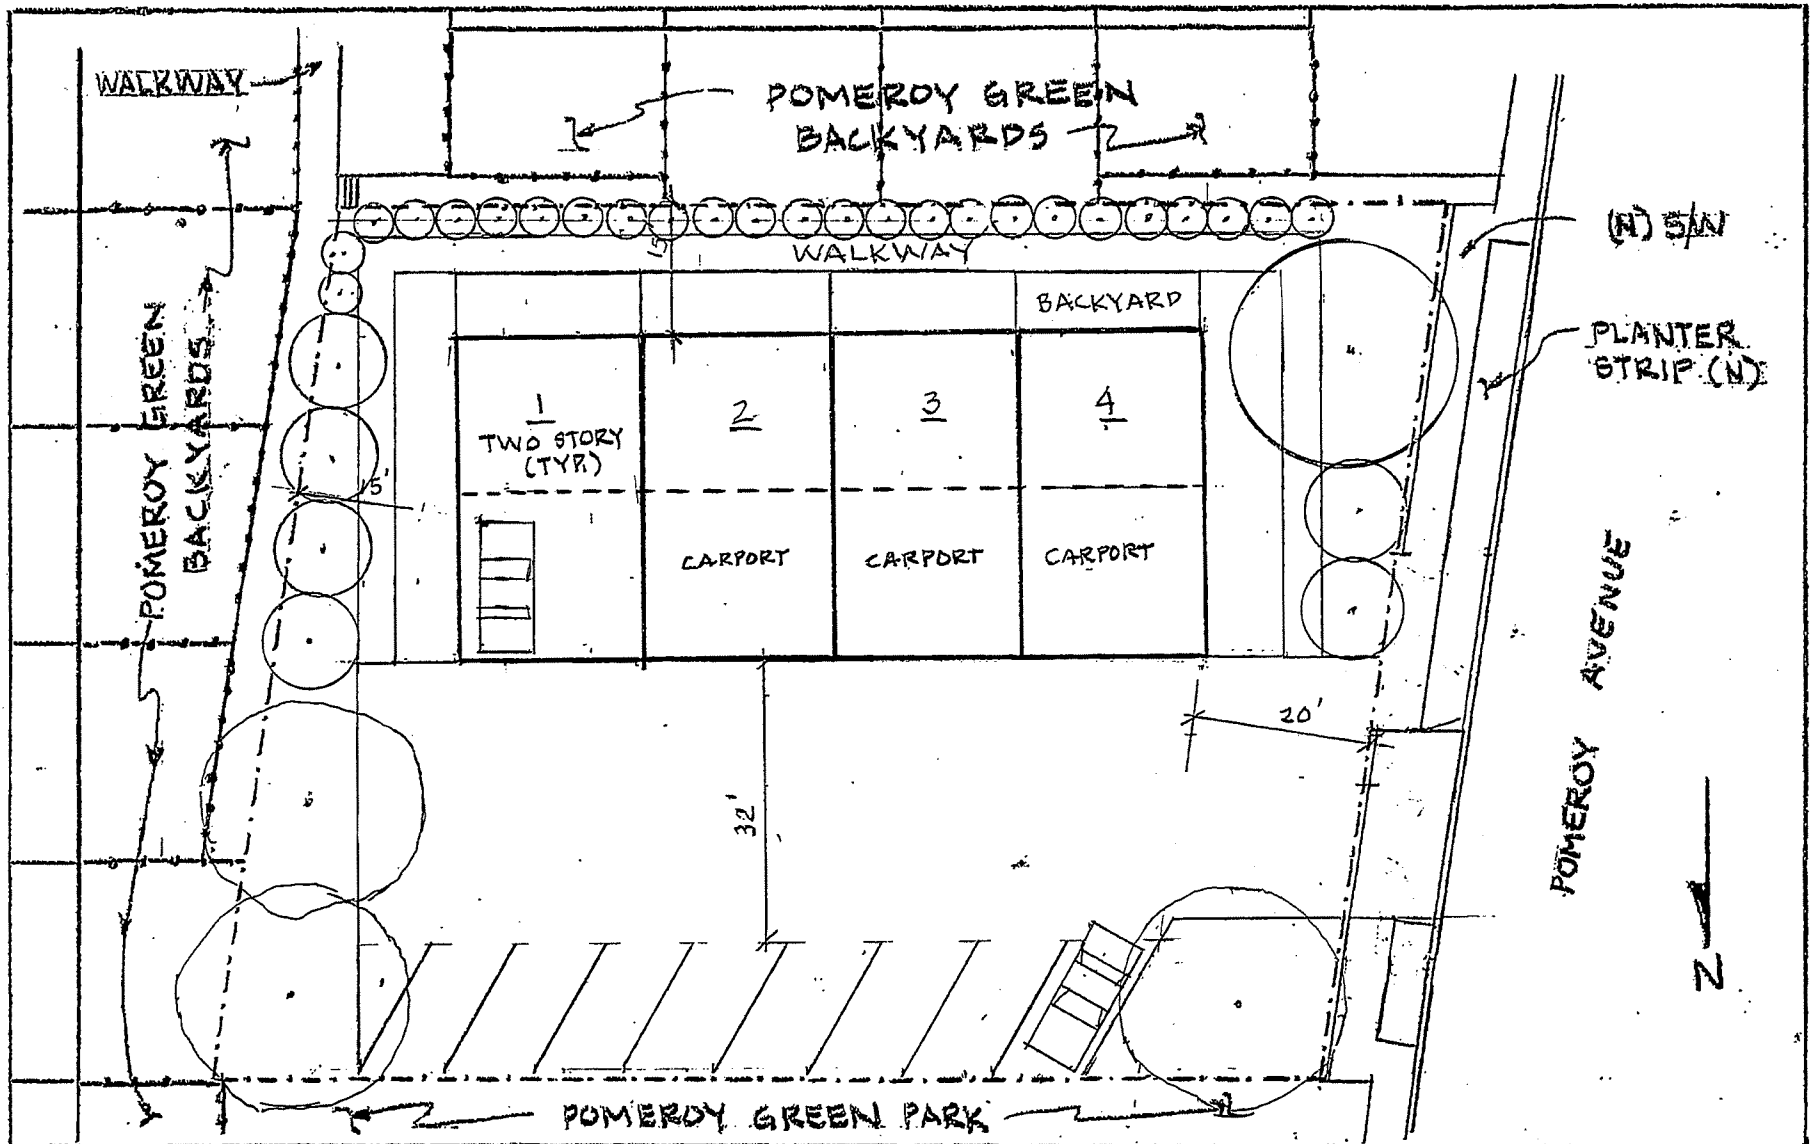 WALKWAY
POMEROY GREEN
BACKYARDS
(N) S/W
WALKWAY
15'
BACKYARD
PLANTER
STRIP (N)
POMEROY GREEN
BACKYARDS
1
TWO STORY
(TYP.)
2
3
4
15'
CARPORT
CARPORT
CARPORT
POMEROY AVENUE
20'
32'
N
POMEROY GREEN PARK